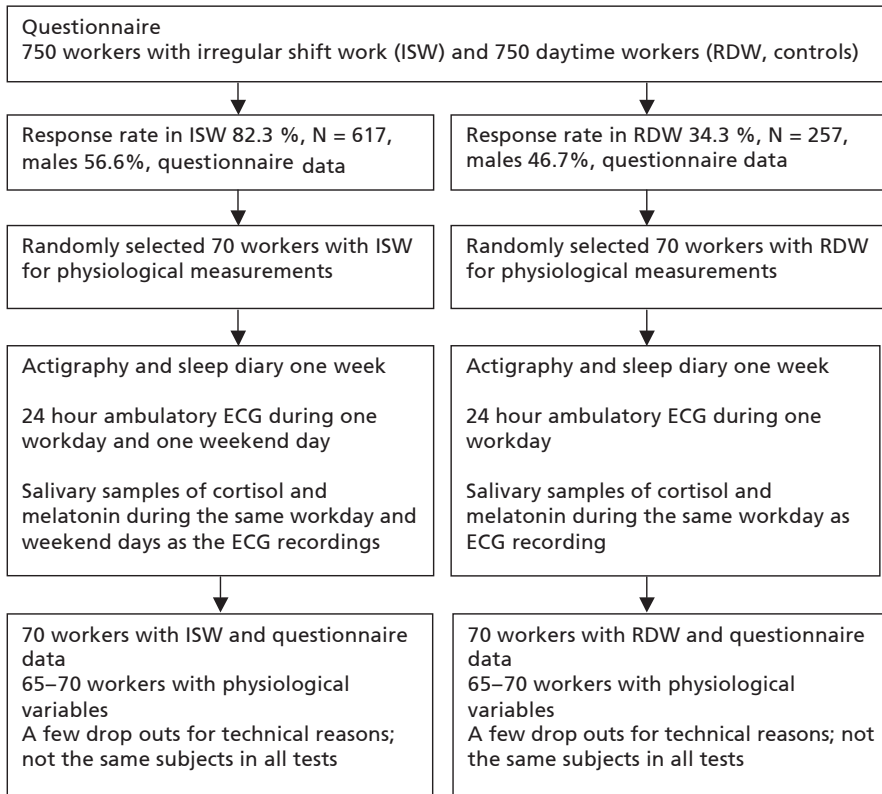 Questionnaire
750 workers with irregular shift work (ISW) and 750 daytime workers (RDW, controls)
Response rate in ISW 82.3 %, N = 617,
males 56.6%, questionnaire data
Response rate in RDW 34.3 %, N = 257,
males 46.7%, questionnaire data
Randomly selected 70 workers with ISW
for physiological measurements
Randomly selected 70 workers with RDW
for physiological measurements
Actigraphy and sleep diary one week
24 hour ambulatory ECG during one
workday and one weekend day
Salivary samples of cortisol and
melatonin during the same workday and
weekend days as the ECG recordings
Actigraphy and sleep diary one week
24 hour ambulatory ECG during one
workday
Salivary samples of cortisol and
melatonin during the same workday as
ECG recording
70 workers with ISW and questionnaire
data
65–70 workers with physiological
variables
A few drop outs for technical reasons;
not the same subjects in all tests
70 workers with RDW and questionnaire
data
65–70 workers with physiological
variables
A few drop outs for technical reasons; not
the same subjects in all tests